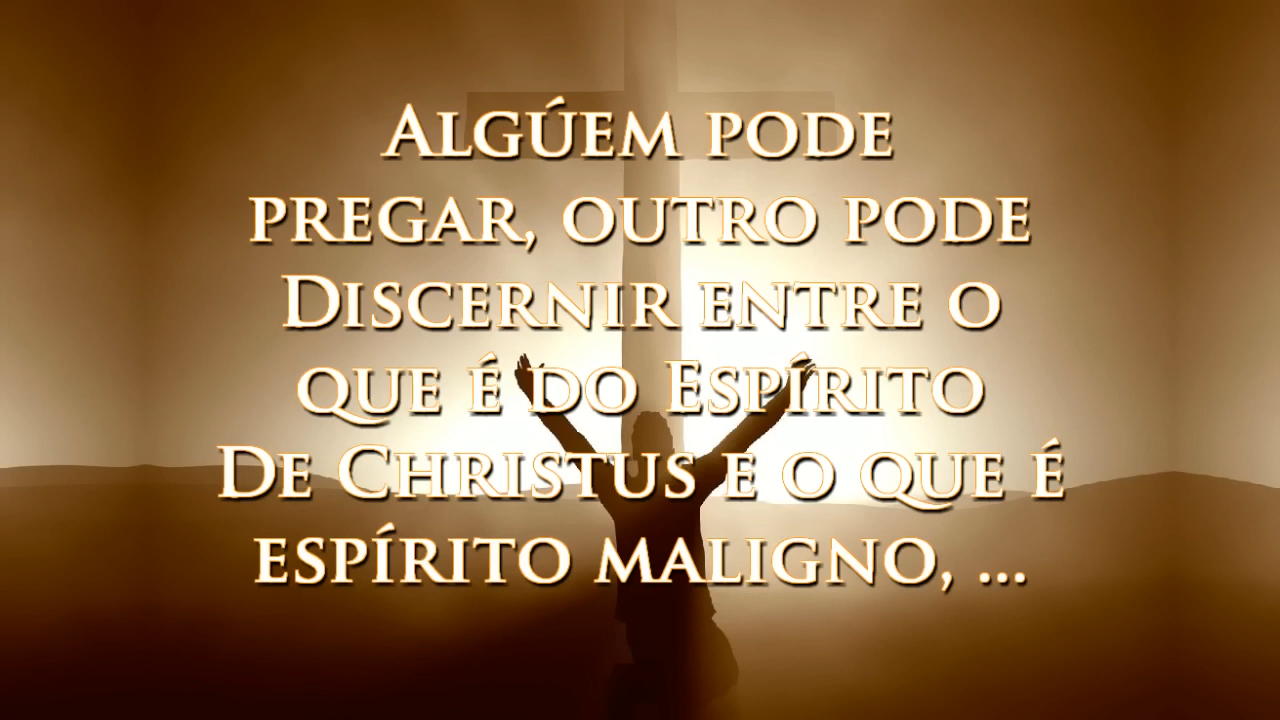 Algúem pode
pregar, outro pode
Discernir entre o
que é do Espírito
De Christus e o que é
espírito maligno, ...